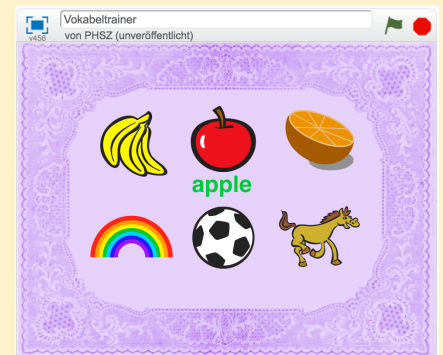 Vokabeltrainer
v456
von PHSZ (unveröffentlicht)
apple